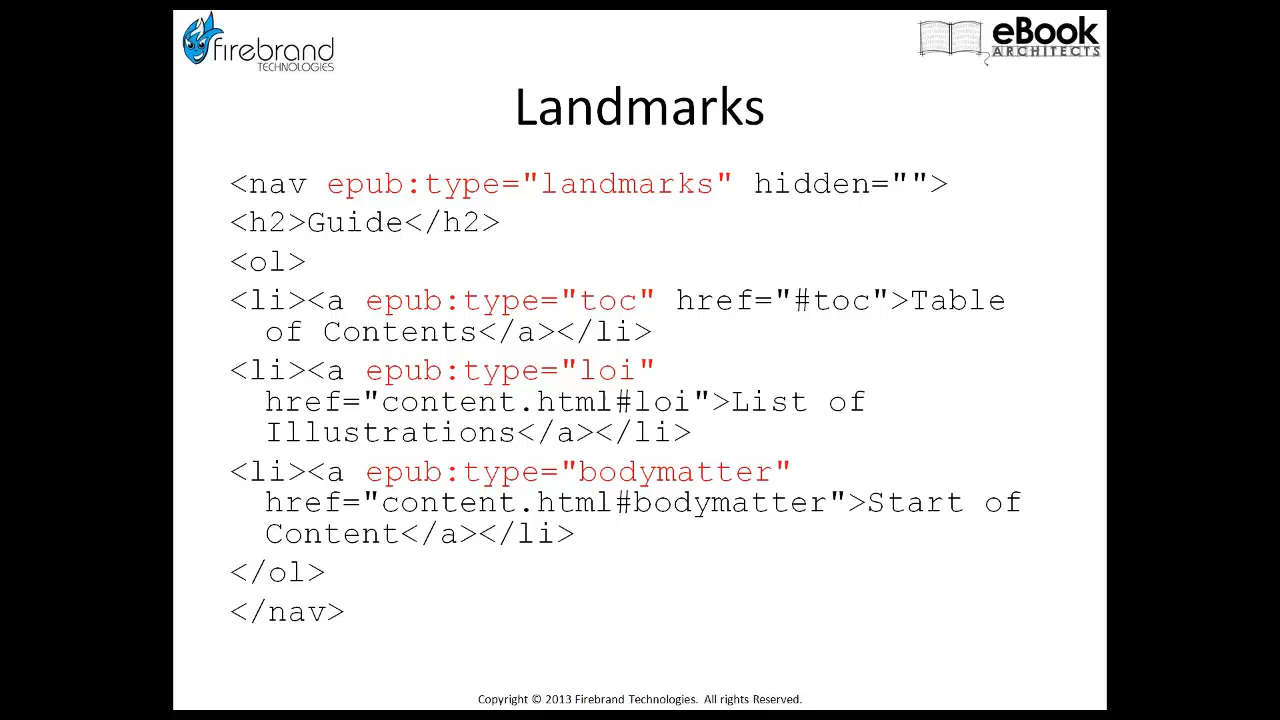 firebrand
TECHNOLOGIES
eBook
ARCHITECTS
Landmarks
<nav epub:type="landmarks" hidden="">
<h2>Guide</h2>
<ol>
<li><a epub:type="toc" href="#toc">Table
of Contents</a></li>
<li><a epub:type="loi"
href="content.html#loi">List of
Illustrations</a></li>
<li><a epub:type="bodymatter"
href="content.html#bodymatter">Start of
Content</a></li>
</ol>
</nav>
Copyright © 2013 Firebrand Technologies. All rights Reserved.